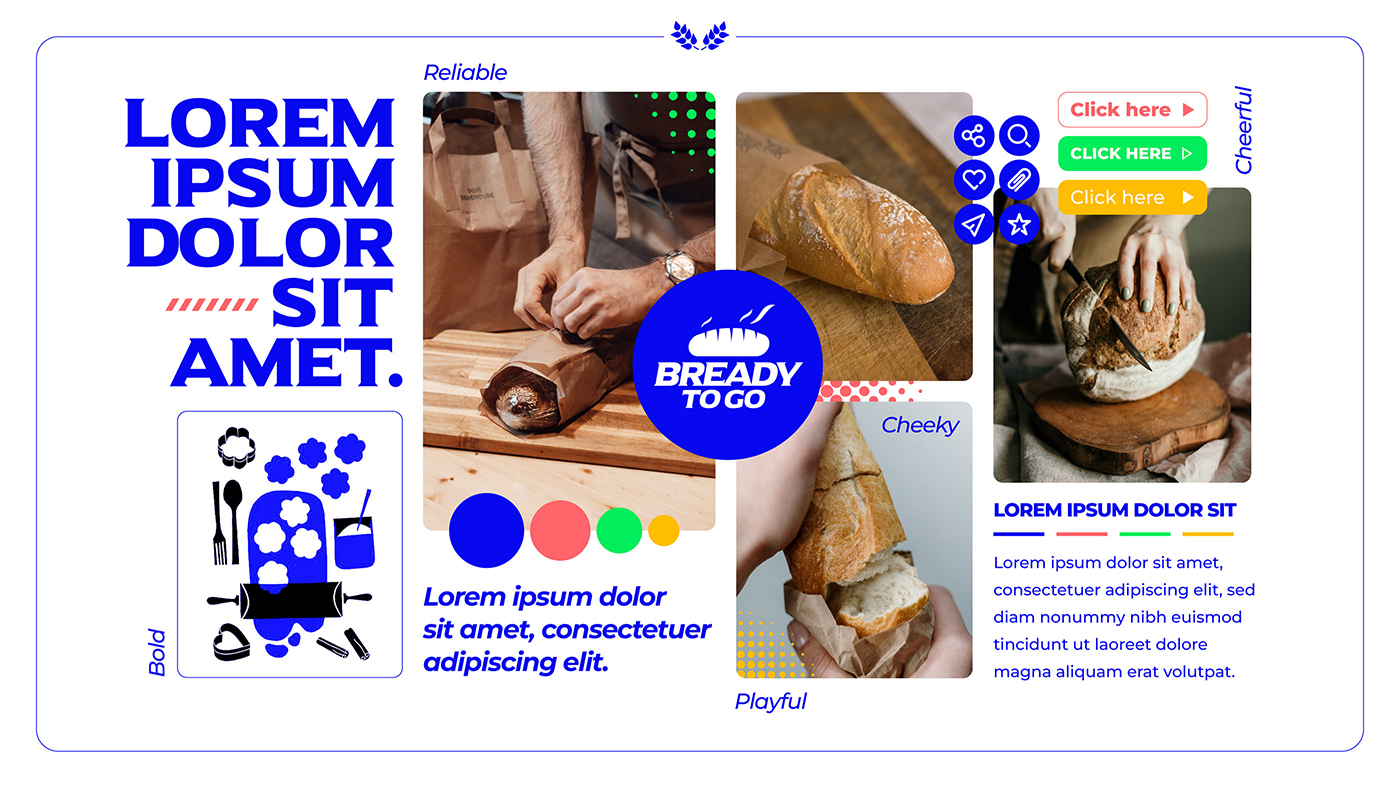 LOREM
IPSUM
DOLOR
SIT
AMET.
Bold
Reliable
BREADY
TO GO
Lorem ipsum dolor
sit amet, consectetuer
adipiscing elit.
Cheeky
Playful
Click here
CLICK HERE
Click here
Cheerful
LOREM IPSUM DOLOR SIT
Lorem ipsum dolor sit amet,
consectetuer adipiscing elit, sed
diam nonummy nibh euismod
tincidunt ut laoreet dolore
magna aliquam erat volutpat.